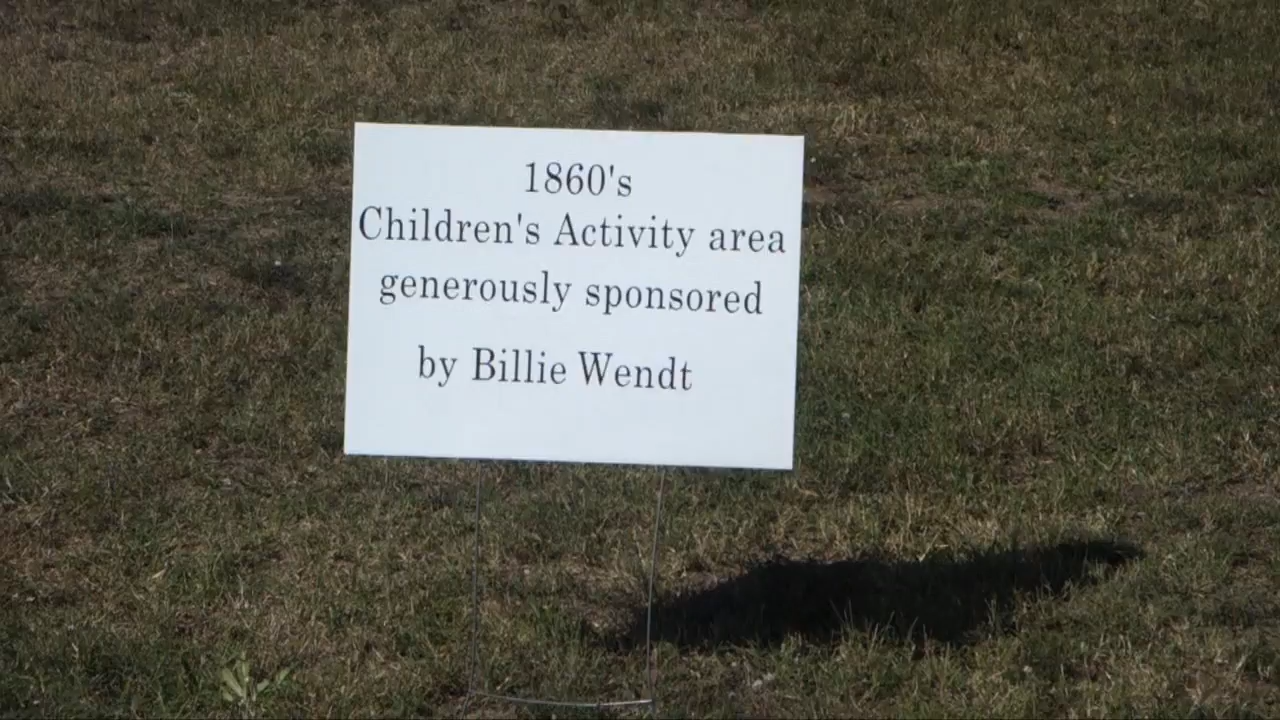 1860's
Children's Activity area
generously sponsored
by Billie Wendt